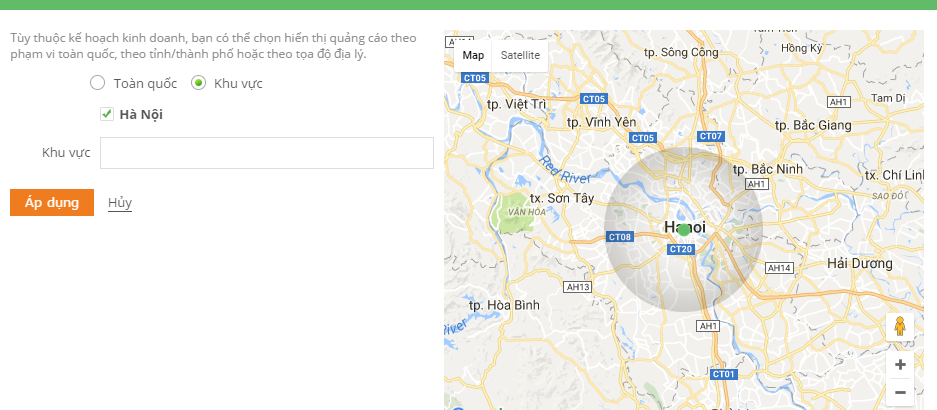 Tùy thuộc kế hoạch kinh doanh, bạn có thể chọn hiển thị quảng cáo theo
phạm vi toàn quốc, theo tỉnh/thành phố hoặc theo tọa độ địa lý.
Toàn quốc Khu vực
Hà Nội
Khu vực
Áp dụng Hủy
Map Satellite
tp. Sông Công
Hồng Kỳ
CT05
tp. Việt Trì
CT05
AH1
Tam Dị
tp. Vĩnh Yên
tp. Bắc Giang
CT05
CT07
Red River
tp. Bắc Ninh
tx. Chí Linh
AH1
SAO ĐỎ
tx. Sơn Tây
VĂN HÓA
Hanoi
CT08
CT20
AH14
Hải Dương
AH13
tp. Hòa Bình
River
AH1
CT01